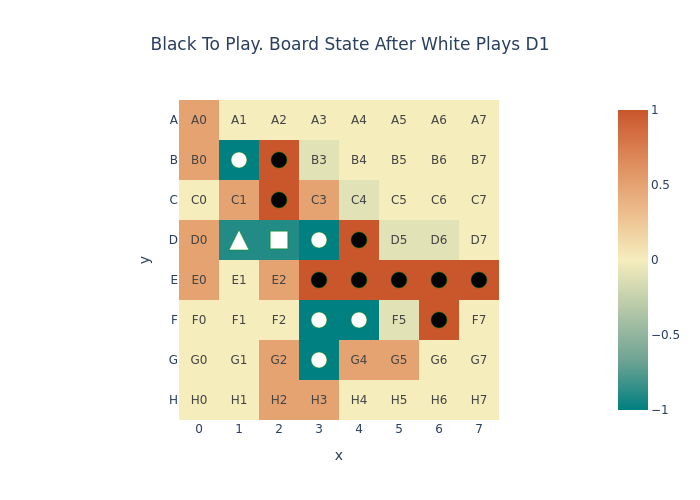 Black To Play. Board State After White Plays D1
A A0 A1 A2 A3 A4 A5 A6 A7
B B0 B3 B4 B5 B6 B7
C C0 C1 C3 C4 C5 C6 C7
D D0 D5 D6 D7
E E0 E1 E2
F F0 F1 F2 F5 F7
G G0 G1 G2 G4 G5 G6 G7
H H0 H1 H2 H3 H4 H5 H6 H7
0 1 2 3 4 5 6 7
x
y
1
0.5
0
−0.5
−1